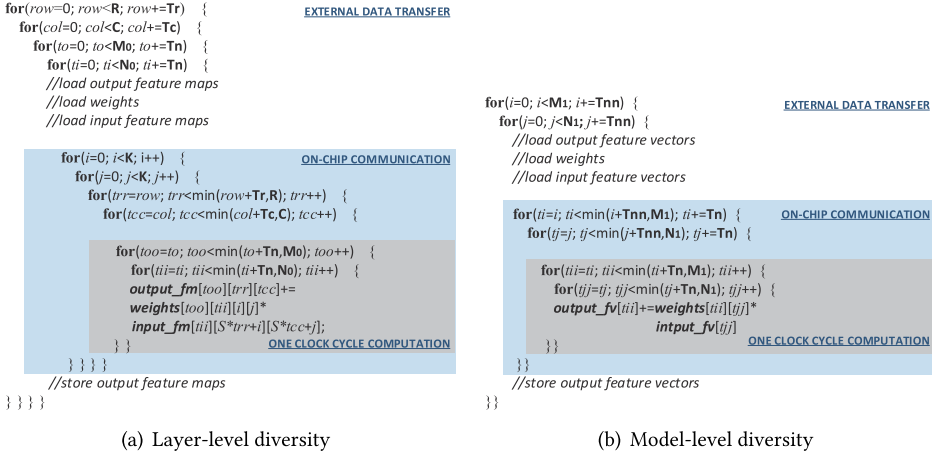 for(row=0; row<R; row+=Tr) {
EXTERNAL DATA TRANSFER
for(col=0; col<C; col+=Tc) {
for(to=0; to<M0; to+=Tn) {
for(ti=0; ti<N0; ti+=Tn) {
//load output feature maps
//load weights
//load input feature maps
for(i=0; i<K; i++) {
ON-CHIP COMMUNICATION
for(j=0; j<K; j++) {
for(trr=row; trr<min(row+Tr,R); trr++) {
for(tcc=col; tcc<min(col+Tc,C); tcc++) {
for(too=to; too<min(to+Tn,M0); too++) {
for(tii=ti; tii<min(ti+Tn,N0); tii++) {
output_fm[too][trr][tcc]+=
weights[too][tii][i][j]*
input_fm[tii][S*trr+i][S*tcc+j];
} }
ONE CLOCK CYCLE COMPUTATION
} } } }
//store output feature maps
} } } }
(a) Layer-level diversity
for(i=0; i<M1; i+=Tnn) {
EXTERNAL DATA TRANSFER
for(j=0; j<N1; j+=Tnn) {
//load output feature vectors
//load weights
//load input feature vectors
for(ti=i; ti<min(i+Tnn,M1); ti+=Tn) {
ON-CHIP COMMUNICATION
for(tj=j; tj<min(j+Tnn,N1); tj+=Tn) {
for(tii=ti; tii<min(ti+Tn,M1); tii++) {
for(tjj=tj; tjj<min(tj+Tn,N1); tjj++) {
output_fv[tii]+=weights[tii][tjj]*
intput_fv[tjj]
}}
ONE CLOCK CYCLE COMPUTATION
}}
//store output feature vectors
}}
(b) Model-level diversity